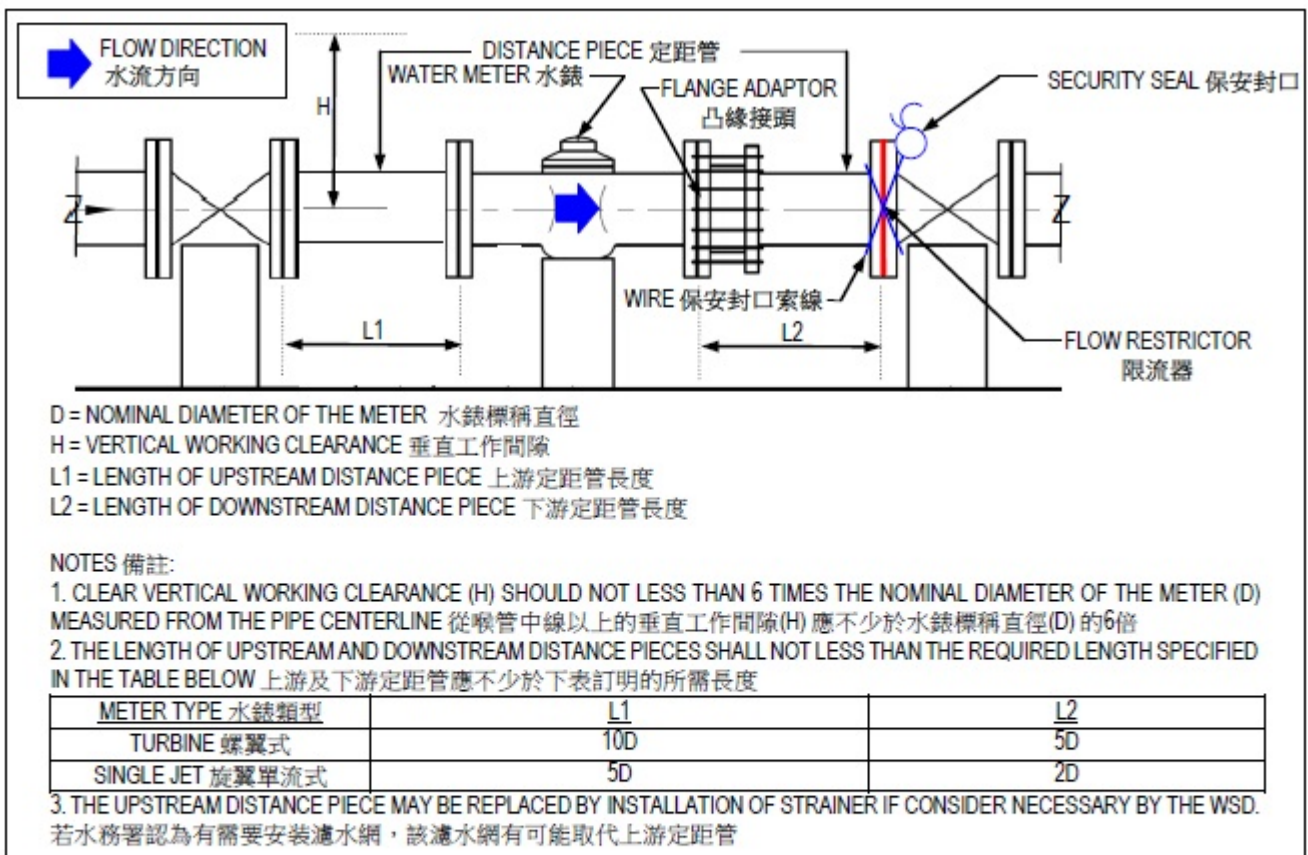 FLOW DIRECTION
水流方向
DISTANCE PIECE 定距管
WATER METER 水錶
FLANGE ADAPTOR
凸緣接頭
SECURITY SEAL 保安封口
H
Z
Z
WIRE 保安封口索線
L1
L2
FLOW RESTRICTOR
限流器
D = NOMINAL DIAMETER OF THE METER 水錶標稱直徑
H = VERTICAL WORKING CLEARANCE 垂直工作間隙
L1 = LENGTH OF UPSTREAM DISTANCE PIECE 上游定距管長度
L2 = LENGTH OF DOWNSTREAM DISTANCE PIECE 下游定距管長度
NOTES 備註:
1. CLEAR VERTICAL WORKING CLEARANCE (H) SHOULD NOT LESS THAN 6 TIMES THE NOMINAL DIAMETER OF THE METER (D)
MEASURED FROM THE PIPE CENTERLINE 從喉管中線以上的垂直工作間隙(H) 應不少於水錶標稱直徑(D) 的6倍
2. THE LENGTH OF UPSTREAM AND DOWNSTREAM DISTANCE PIECES SHALL NOT LESS THAN THE REQUIRED LENGTH SPECIFIED
IN THE TABLE BELOW 上游及下游定距管應不少於下表訂明的所需長度
METER TYPE 水錶類型 L1 L2
TURBINE 螺翼式 10D 5D
SINGLE JET 旋翼單流式 5D 2D
3. THE UPSTREAM DISTANCE PIECE MAY BE REPLACED BY INSTALLATION OF STRAINER IF CONSIDER NECESSARY BY THE WSD.
若水務署認為有需要安装濾水網，該濾水網有可能取代上游定距管